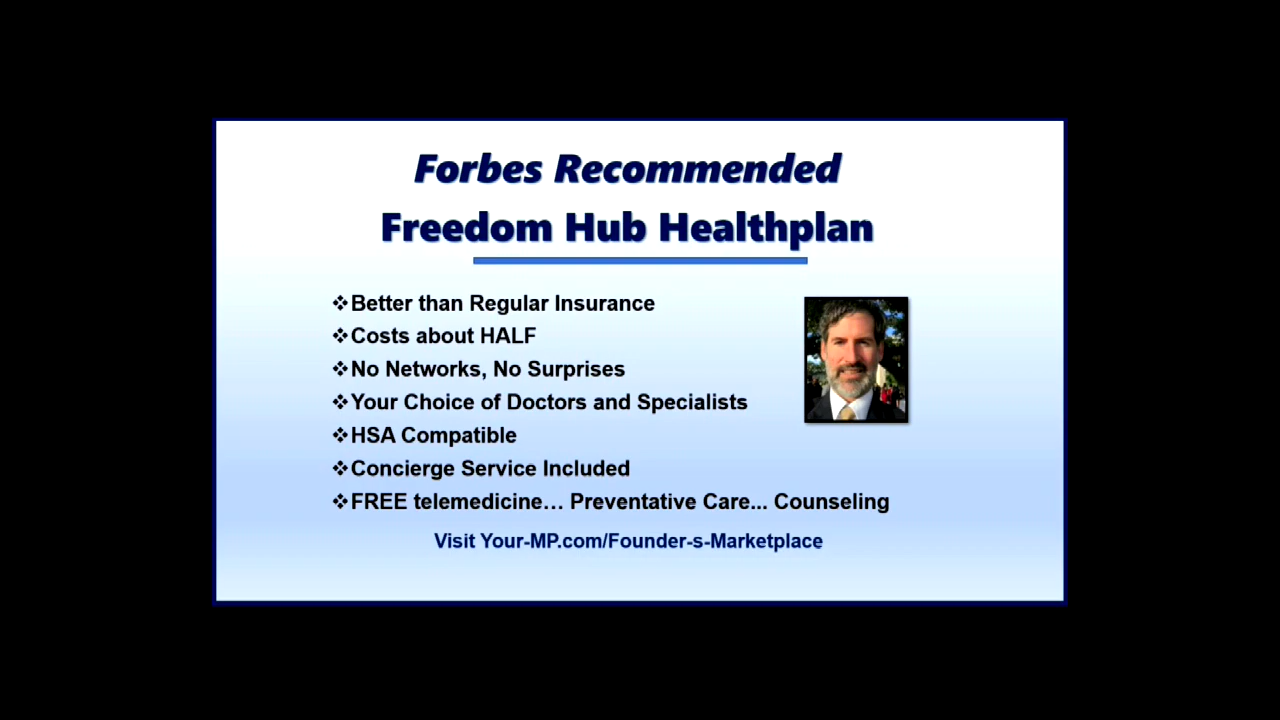 Forbes Recommended
Freedom Hub Healthplan
❖Better than Regular Insurance
❖Costs about HALF
❖No Networks, No Surprises
❖Your Choice of Doctors and Specialists
❖HSA Compatible
❖Concierge Service Included
❖FREE telemedicine… Preventative Care... Counseling
Visit Your-MP.com/Founder-s-Marketplace